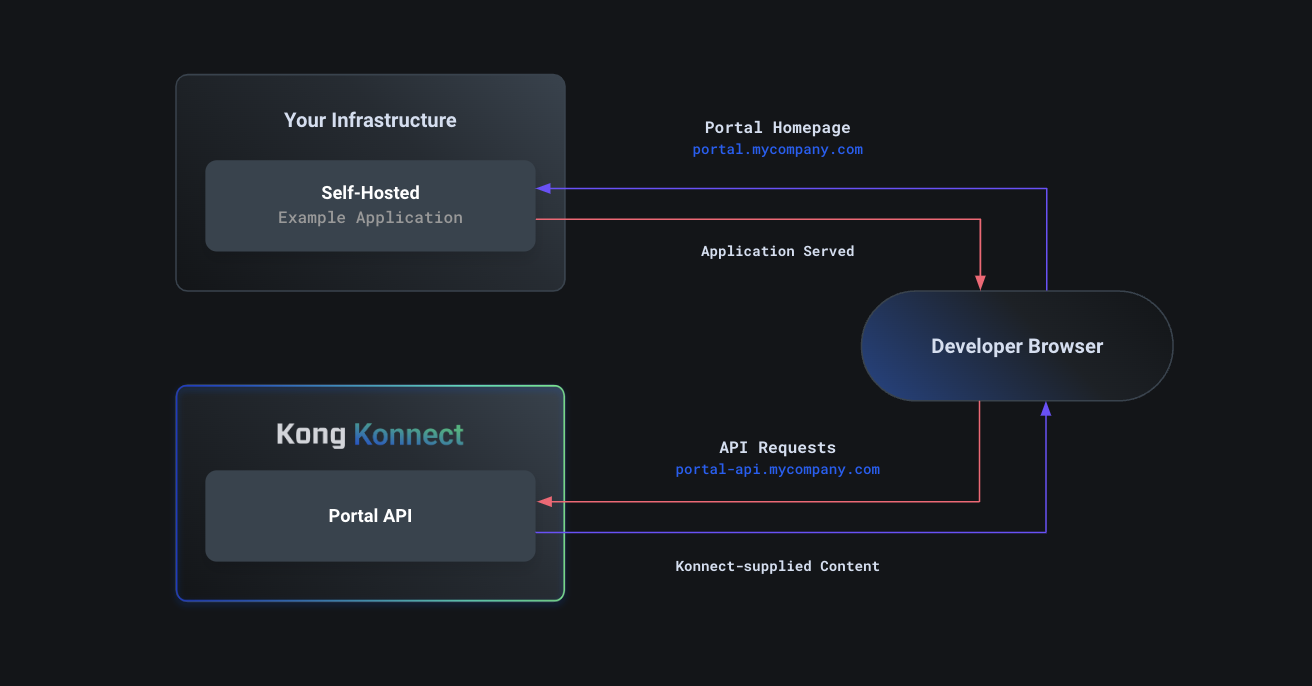 Your Infrastructure
Self-Hosted
Example Application
Portal Homepage
portal.mycompany.com
Application Served
Developer Browser
Kong Konnect
Portal API
API Requests
portal-api.mycompany.com
Konnect-supplied Content